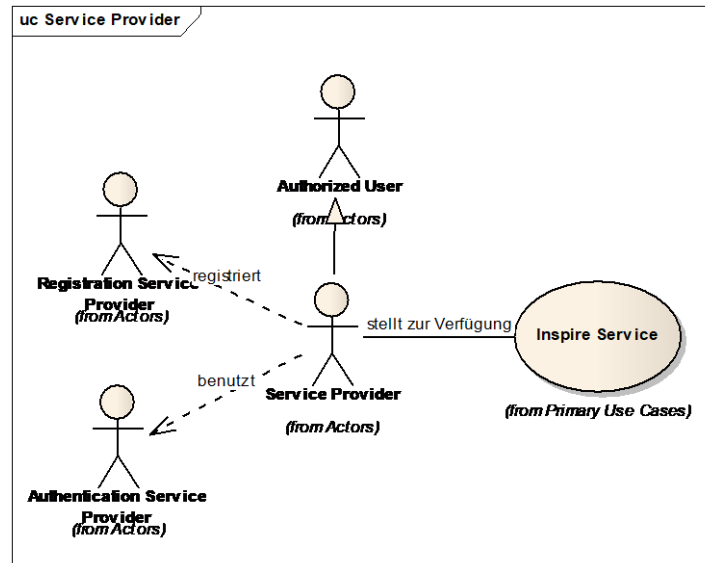 uc Service Provider
Authorized User
(from Actors)
Registration Service
Provider
(from Actors)
registriert
stellt zur Verfügung
Inspire Service
(from Primary Use Cases)
benutzt
Service Provider
(from Actors)
Authentication Service
Provider
(from Actors)